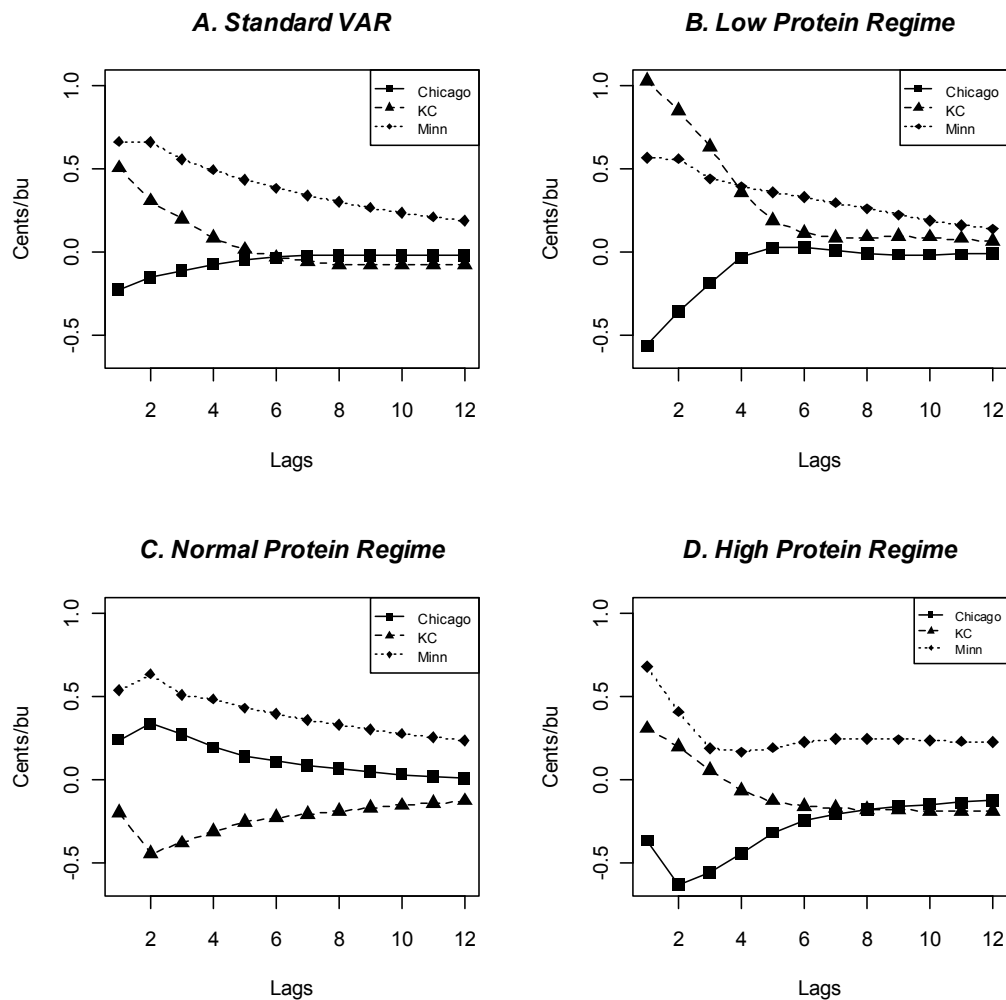 A. Standard VAR
Cents/bu
1.0
0.5
0.0
-0.5
Chicago
KC
Minn
2 4 6 8 10 12
Lags
B. Low Protein Regime
Cents/bu
1.0
0.5
0.0
-0.5
Chicago
KC
Minn
2 4 6 8 10 12
Lags
C. Normal Protein Regime
Cents/bu
1.0
0.5
0.0
-0.5
Chicago
KC
Minn
2 4 6 8 10 12
Lags
D. High Protein Regime
Cents/bu
1.0
0.5
0.0
-0.5
Chicago
KC
Minn
2 4 6 8 10 12
Lags